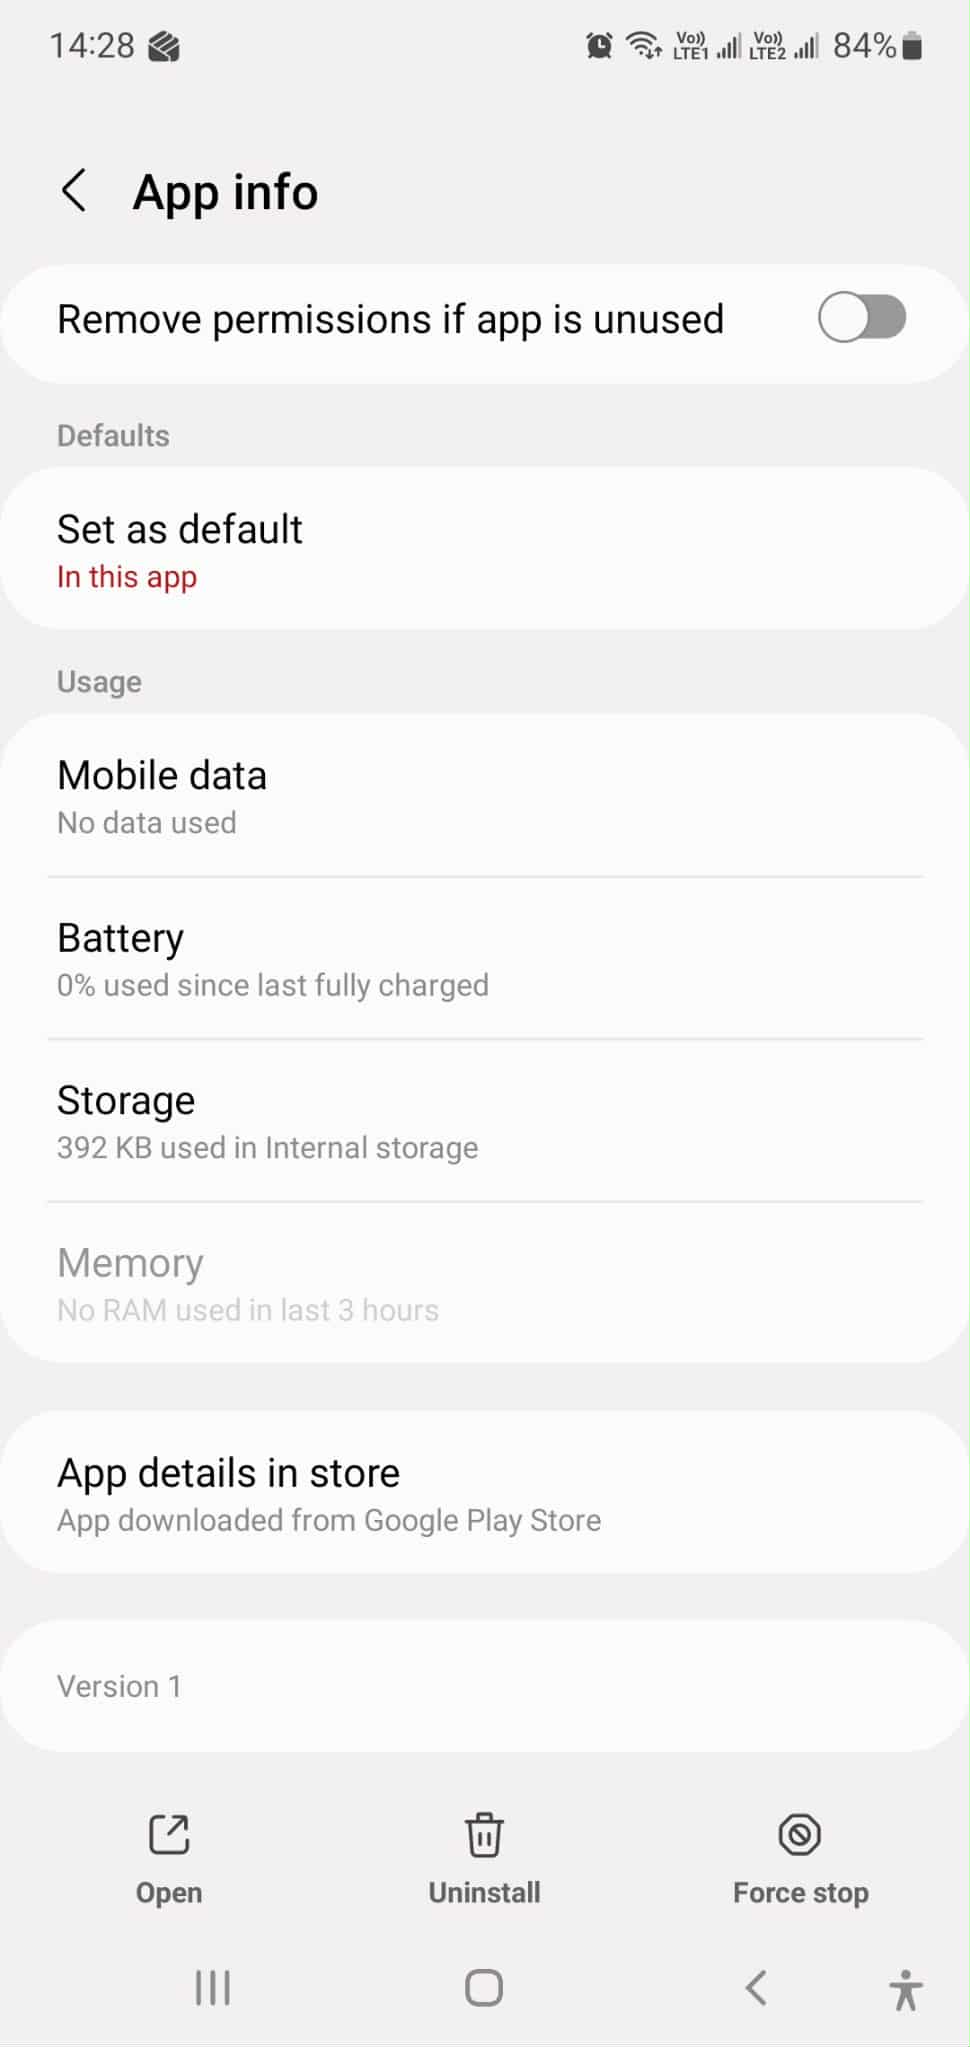 14:28
Vo)) LTE1 Vo)) LTE2 84%
App info
Remove permissions if app is unused
Defaults
Set as default
In this app
Usage
Mobile data
No data used
Battery
0% used since last fully charged
Storage
392 KB used in Internal storage
Memory
No RAM used in last 3 hours
App details in store
App downloaded from Google Play Store
Version 1
Open Uninstall Force stop